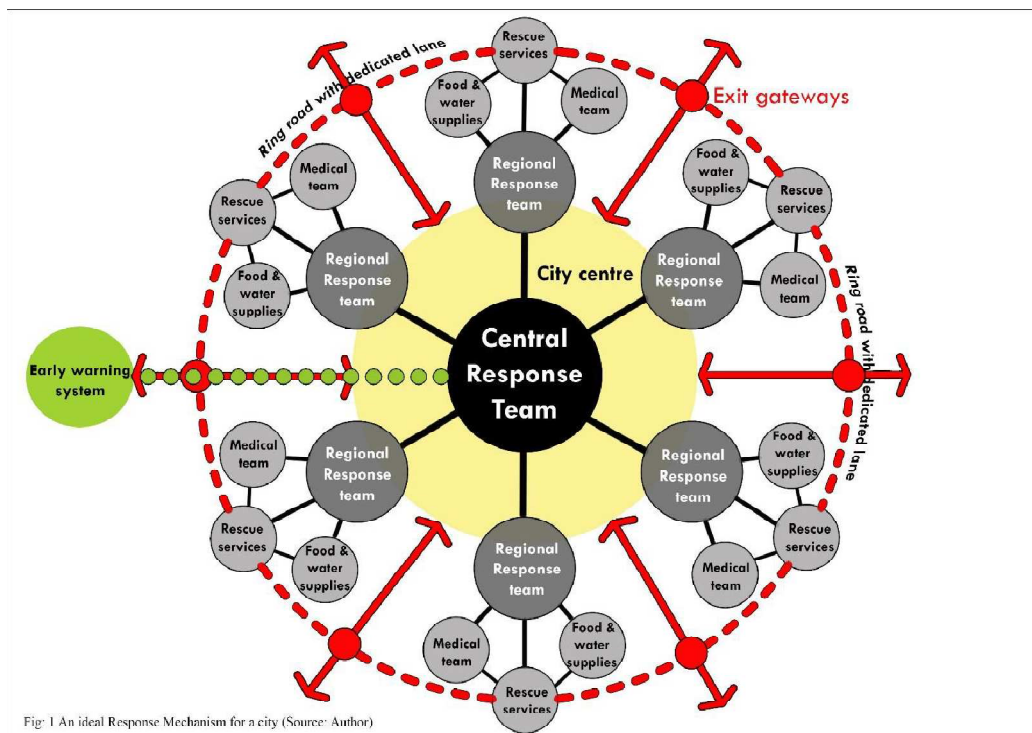 Rescue
services
Food &
water
supplies
Medical
team
Regional
Response
team
Ring road with dedicated lane
Exit gateways
Medical
team
Rescue
services
Food &
water
supplies
Regional
Response
team
Food &
water
supplies
Rescue
services
Medical
team
Regional
Response
team
City centre
Ring road with dedicated lane
Central
Response
Team
Early warning
system
Medical
team
Rescue
services
Food &
water
supplies
Regional
Response
team
Food &
water
supplies
Rescue
services
Medical
team
Regional
Response
team
Regional
Response
team
Medical
team
Food &
water
supplies
Rescue
services
Fig: 1 An ideal Response Mechanism for a city (Source: Author)